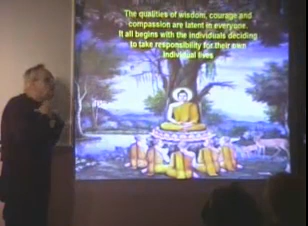 The qualities of wisdom, courage and
compassion are latent in everyone.
It all begins with the individuals deciding
to take responsibility for their own
individual lives